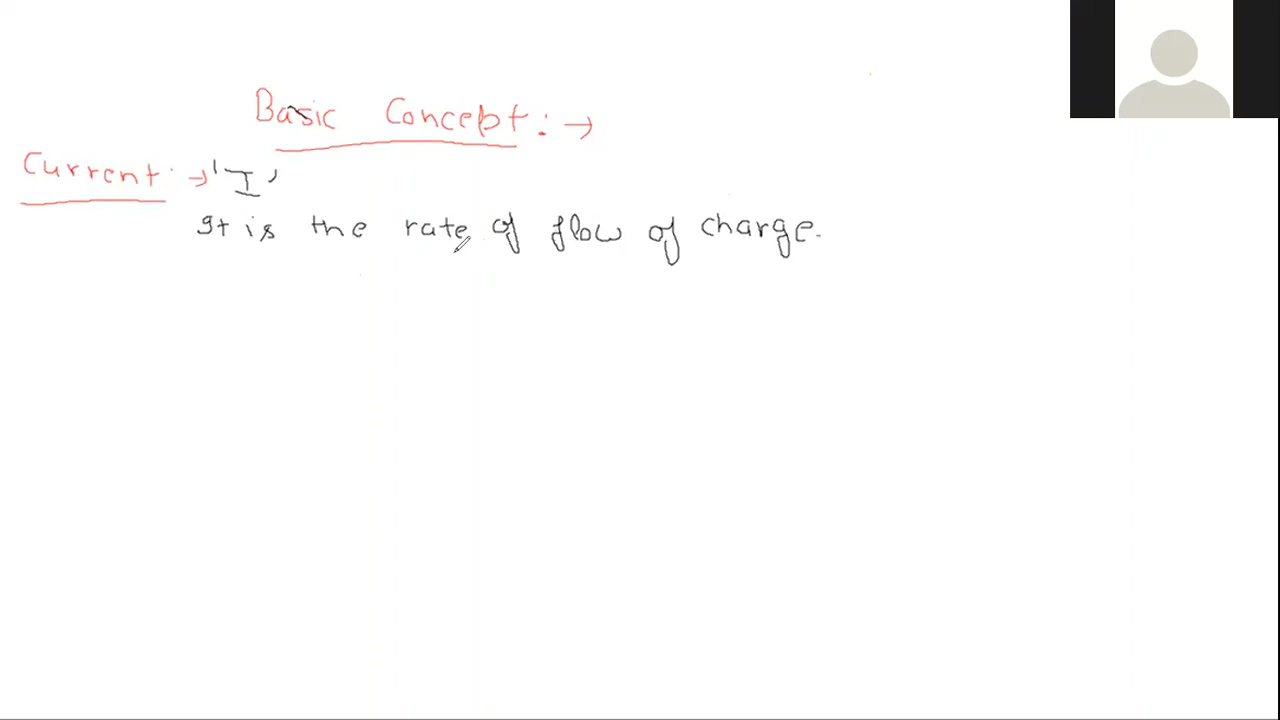 Basic Concept :→
Current :→ 'I'
It is the rate of flow of charge.